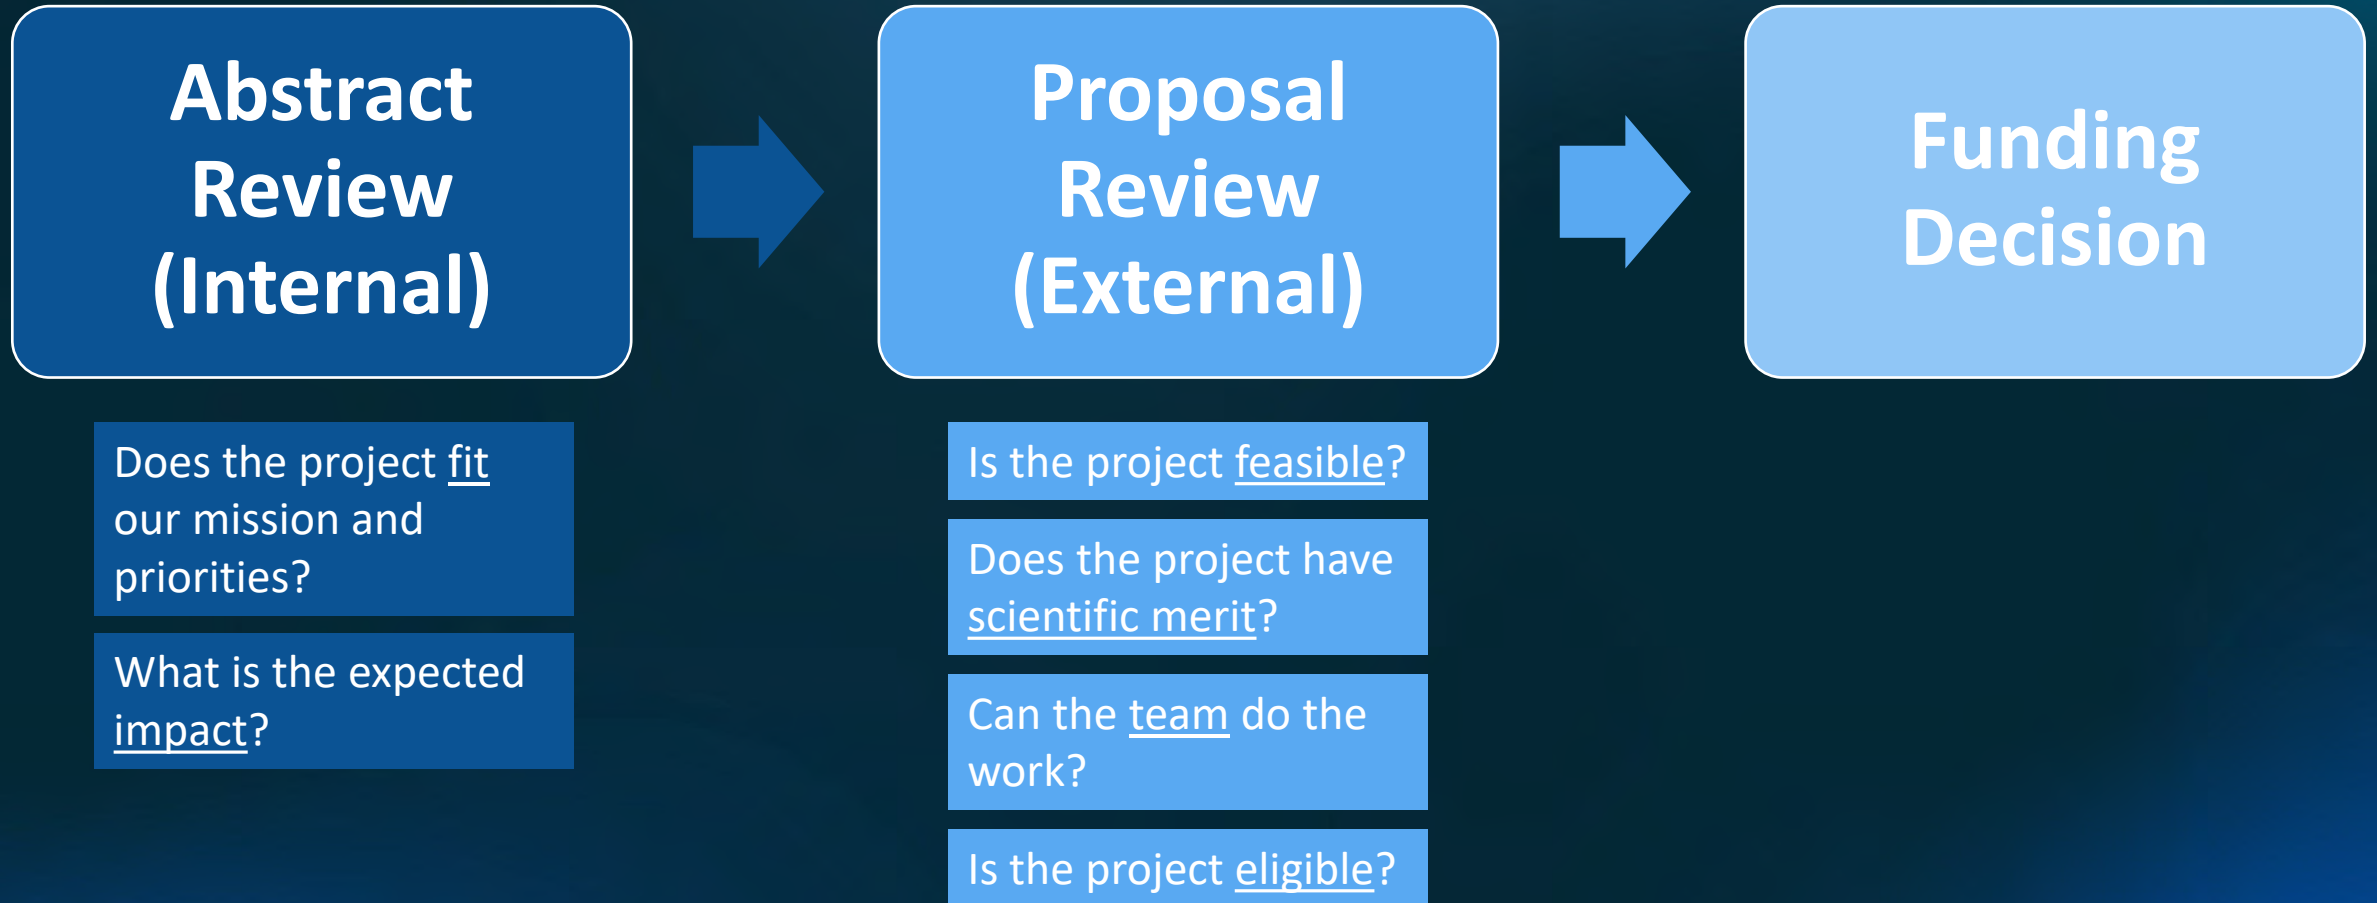 Abstract
Review
(Internal)
Proposal
Review
(External)
Funding
Decision
Does the project fit
our mission and
priorities?
What is the expected
impact?
Is the project feasible?
Does the project have
scientific merit?
Can the team do the
work?
Is the project eligible?